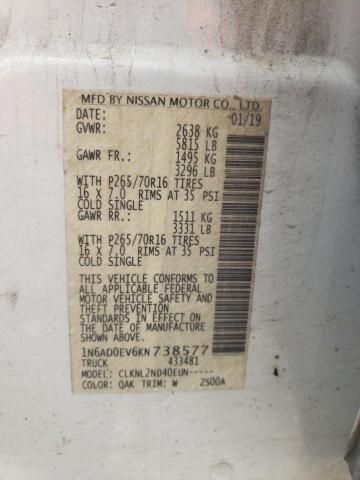 MFD BY NISSAN MOTOR CO., LTD.
DATE: 01/19
GVWR: 2638 KG
5815 LB
GAWR FR.: 1495 KG
3296 LB
WITH P265/70R16 TIRES
16 X 7.0 RIMS AT 35 PSI
COLD SINGLE
GAWR RR.: 1511 KG
3331 LB
WITH P265/70R16 TIRES
16 X 7.0 RIMS AT 35 PSI
COLD SINGLE
THIS VEHICLE CONFORMS TO
ALL APPLICABLE FEDERAL
MOTOR VEHICLE SAFETY
AND THEFT PREVENTION
STANDARDS IN EFFECT ON
THE DATE OF MANUFACTURE
SHOWN ABOVE.
1N6AD0EV6KN738577
TRUCK 433481
MODEL: CLKNL2ND40EUN-----
COLOR: QAK TRIM: W ZS00A